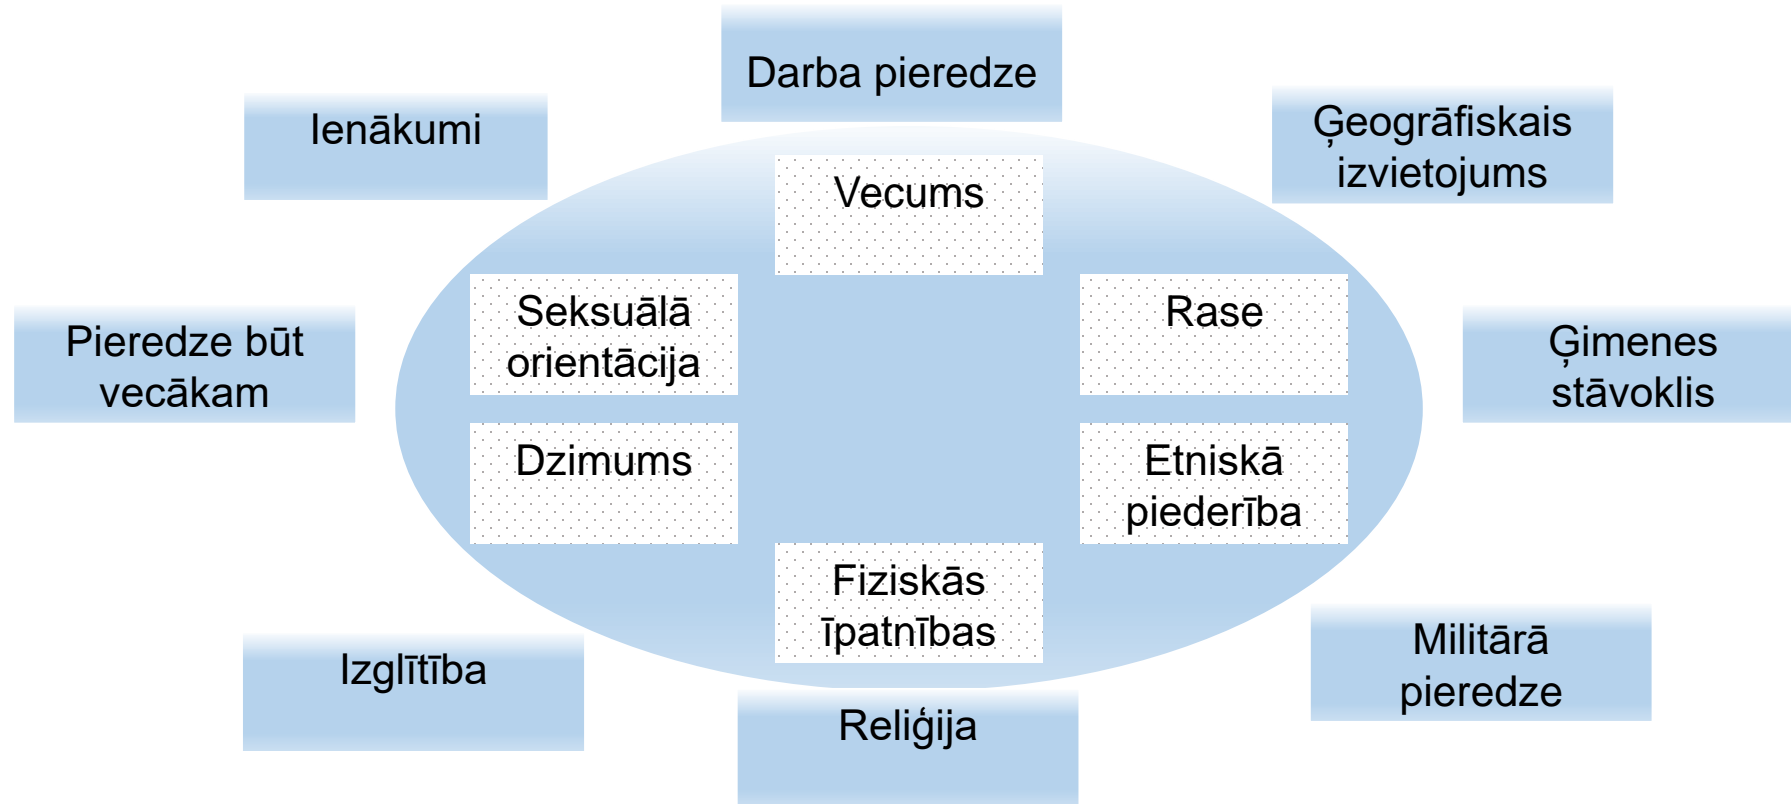 Darba pieredze
Ienākumi
Ģeogrāfiskais
izvietojums
Vecums
Seksuālā
orientācija
Rase
Pieredze būt
vecākam
Ģimenes
stāvoklis
Dzimums
Etniskā
piederība
Fiziskās
īpatnības
Izglītība
Militārā
pieredze
Reliģija